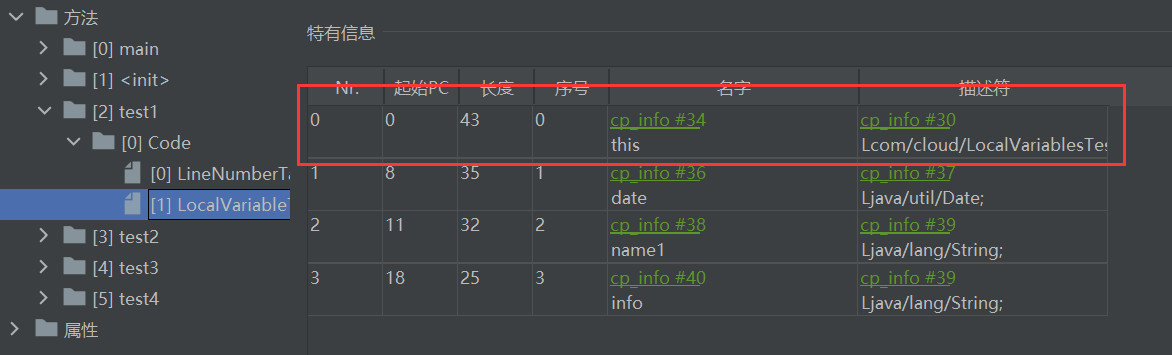 方法
[0] main
[1] <init>
[2] test1
[0] Code
[0] LineNumberTa
[1] LocalVariableT
[3] test2
[4] test3
[5] test4
属性
特有信息
Nr. 起始PC 长度 序号 名字 描述符
0 0 43 0 cp_info #34 cp_info #30
this Lcom/cloud/LocalVariablesTes
1 8 35 1 cp_info #36 cp_info #37
date Ljava/util/Date;
2 11 32 2 cp_info #38 cp_info #39
name1 Ljava/lang/String;
3 18 25 3 cp_info #40 cp_info #39
info Ljava/lang/String;